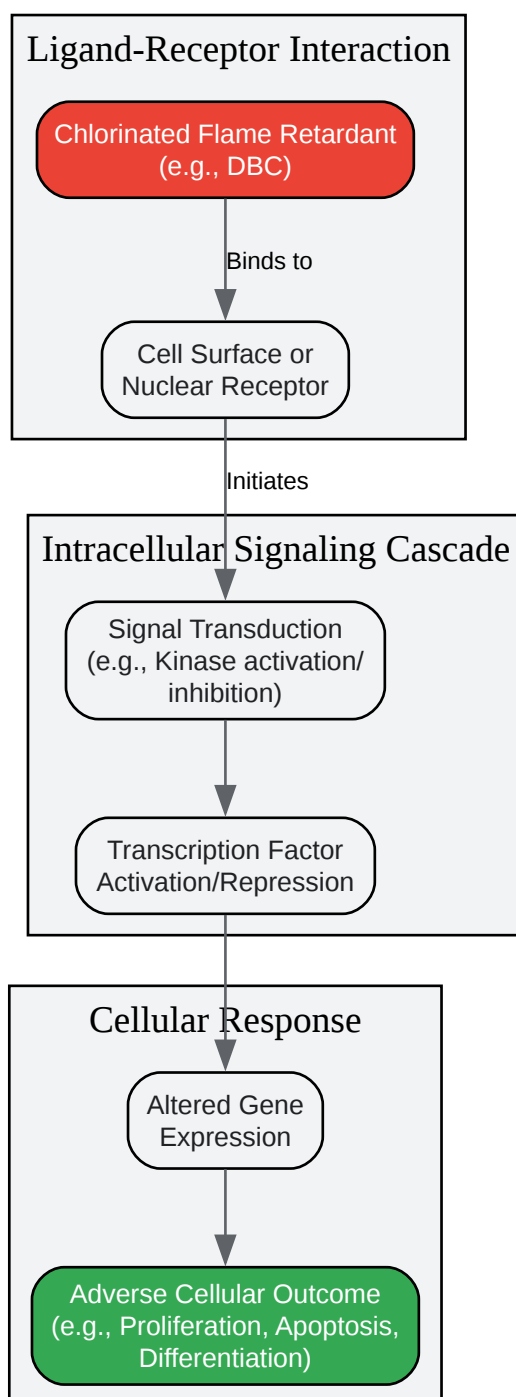 Ligand-Receptor Interaction
Chlorinated Flame Retardant
(e.g., DBC)
Binds to
Cell Surface or
Nuclear Receptor
Initiates
Intracellular Signaling Cascade
Signal Transduction
(e.g., Kinase activation/
inhibition)
Transcription Factor
Activation/Repression
Cellular Response
Altered Gene
Expression
Adverse Cellular Outcome
(e.g., Proliferation, Apoptosis,
Differentiation)